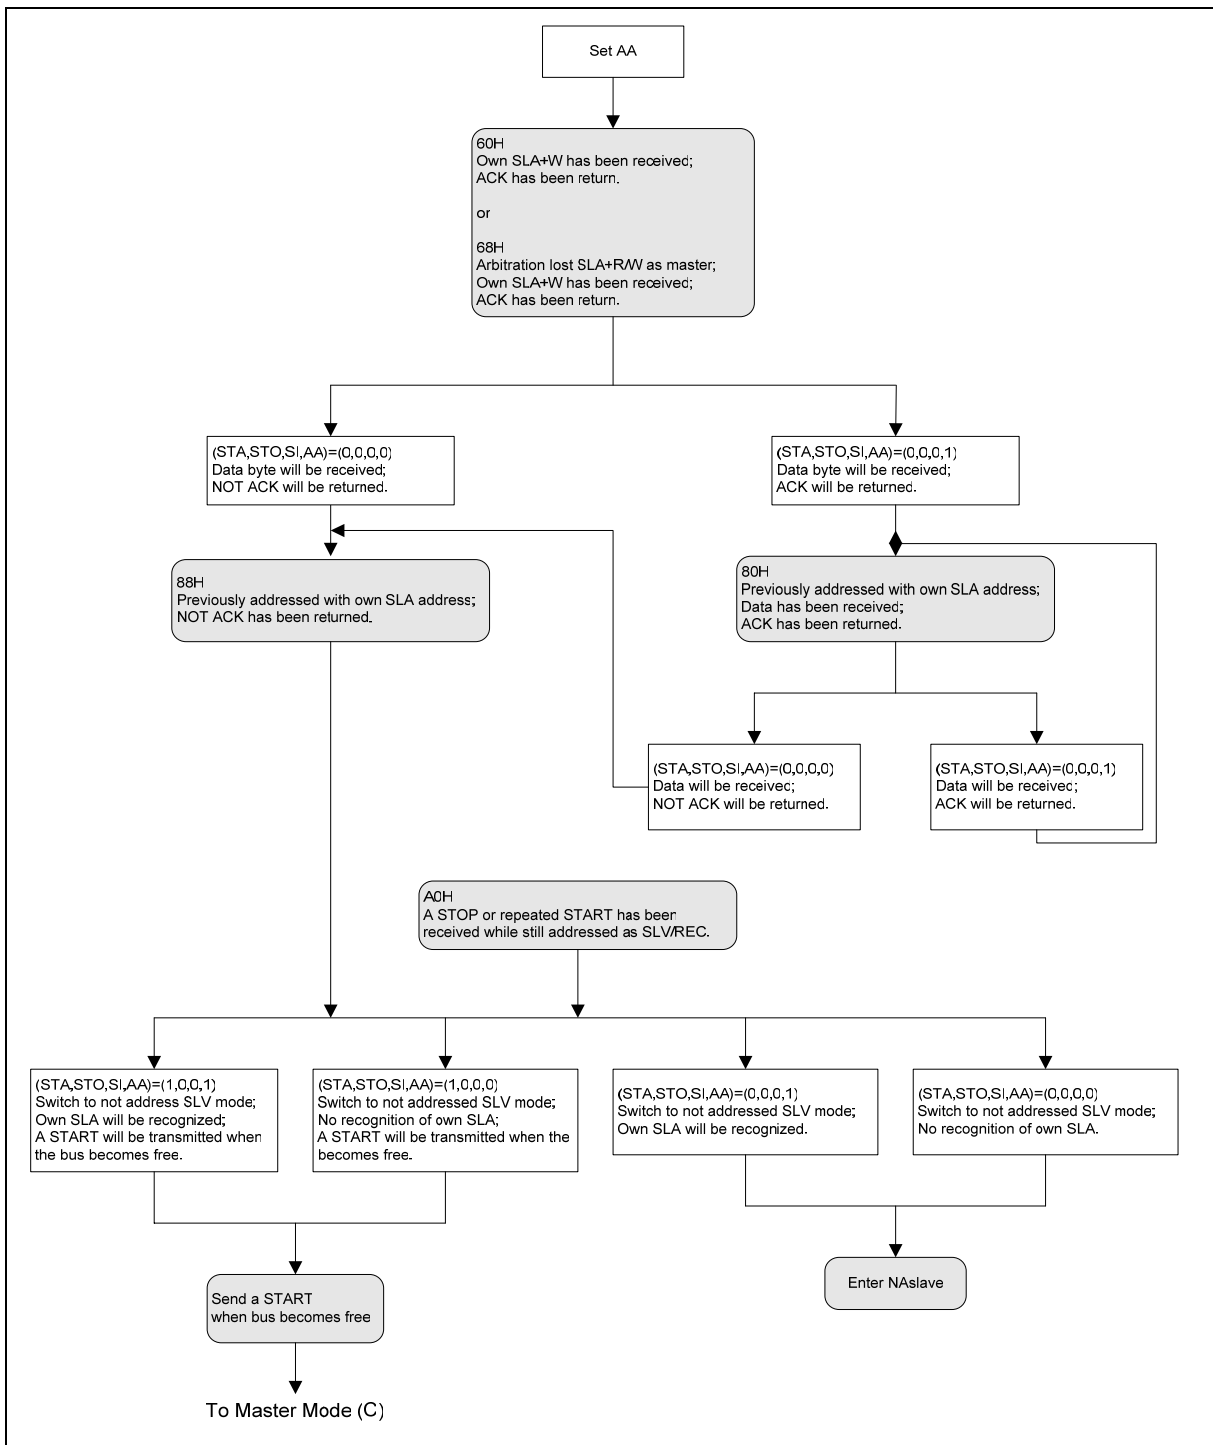 Set AA
60H
Own SLA+W has been received;
ACK has been return.
or
68H
Arbitration lost SLA+R/W as master;
Own SLA+W has been received;
ACK has been return.
(STA,STO,SI,AA)=(0,0,0,0)
Data byte will be received;
NOT ACK will be returned.
(STA,STO,SI,AA)=(0,0,0,1)
Data byte will be received;
ACK will be returned.
88H
Previously addressed with own SLA address;
NOT ACK has been returned.
80H
Previously addressed with own SLA address;
Data has been received;
ACK has been returned.
(STA,STO,SI,AA)=(0,0,0,0)
Data will be received;
NOT ACK will be returned.
(STA,STO,SI,AA)=(0,0,0,1)
Data will be received;
ACK will be returned.
A0H
A STOP or repeated START has been
received while still addressed as SLV/REC.
(STA,STO,SI,AA)=(1,0,0,1)
Switch to not address SLV mode;
Own SLA will be recognized;
A START will be transmitted when
the bus becomes free.
(STA,STO,SI,AA)=(1,0,0,0)
Switch to not addressed SLV mode;
No recognition of own SLA;
A START will be transmitted when the
becomes free.
(STA,STO,SI,AA)=(0,0,0,1)
Switch to not addressed SLV mode;
Own SLA will be recognized.
(STA,STO,SI,AA)=(0,0,0,0)
Switch to not addressed SLV mode;
No recognition of own SLA.
Send a START
when bus becomes free
Enter NAslave
To Master Mode (C)